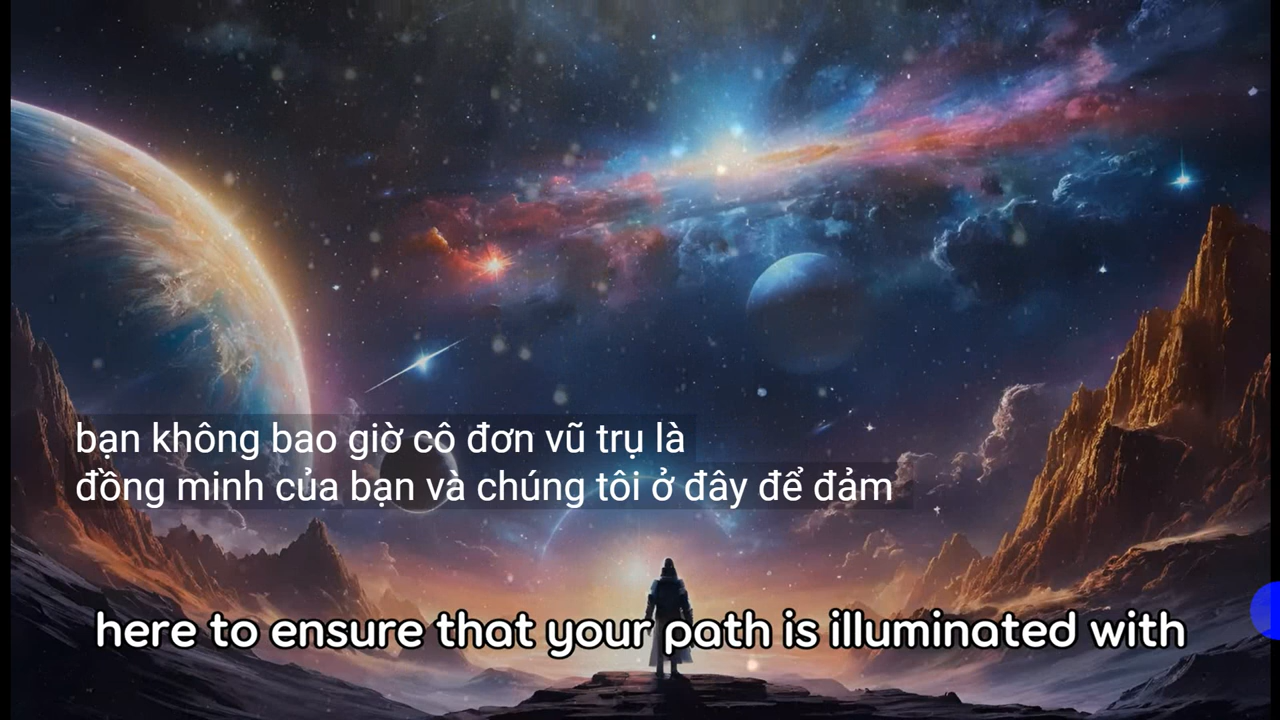 bạn không bao giờ cô đơn vũ trụ là
đồng minh của bạn và chúng tôi ở đây để đảm
here to ensure that your path is illuminated with